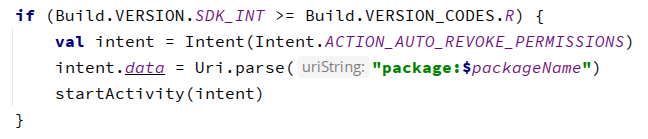 if (Build.VERSION.SDK_INT >= Build.VERSION_CODES.R) {
    val intent = Intent(Intent.ACTION_AUTO_REVOKE_PERMISSIONS)
    intent.data = Uri.parse( uriString: "package:$packageName")
    startActivity(intent)
}